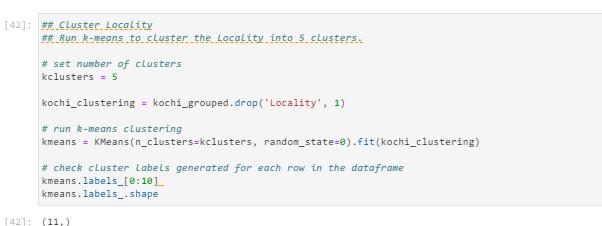 [42]: ## Cluster Locality
## Run k-means to cluster the Locality into 5 clusters.
# set number of clusters
kclusters = 5
kochi_clustering = kochi_grouped.drop('Locality', 1)
# run k-means clustering
kmeans = KMeans(n_clusters=kclusters, random_state=0).fit(kochi_clustering)
# check cluster labels generated for each row in the dataframe
kmeans.labels_[0:10]
kmeans.labels_.shape
[42]: (11,)